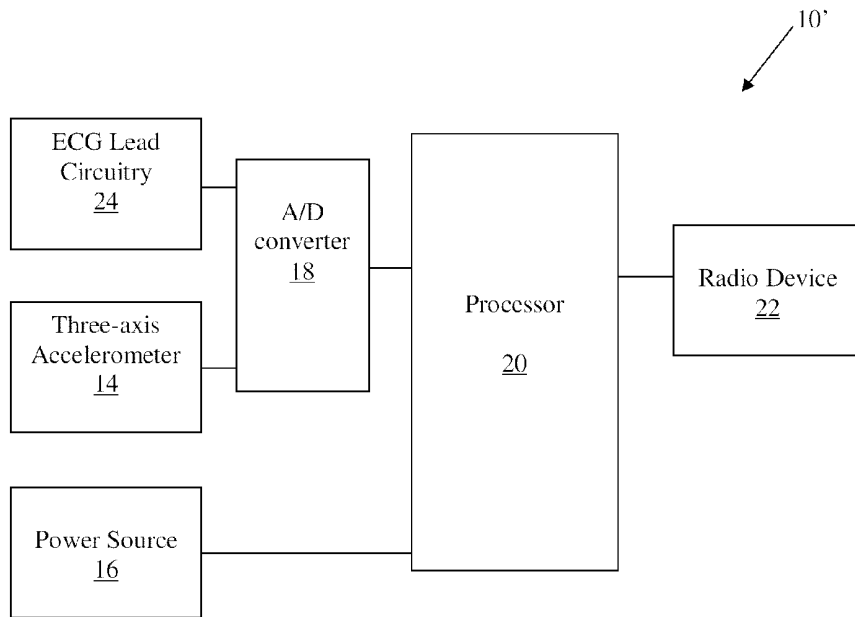 10’
ECG Lead
Circuitry
24
A/D
converter
18
Three-axis
Accelerometer
14
Processor
20
Radio Device
22
Power Source
16